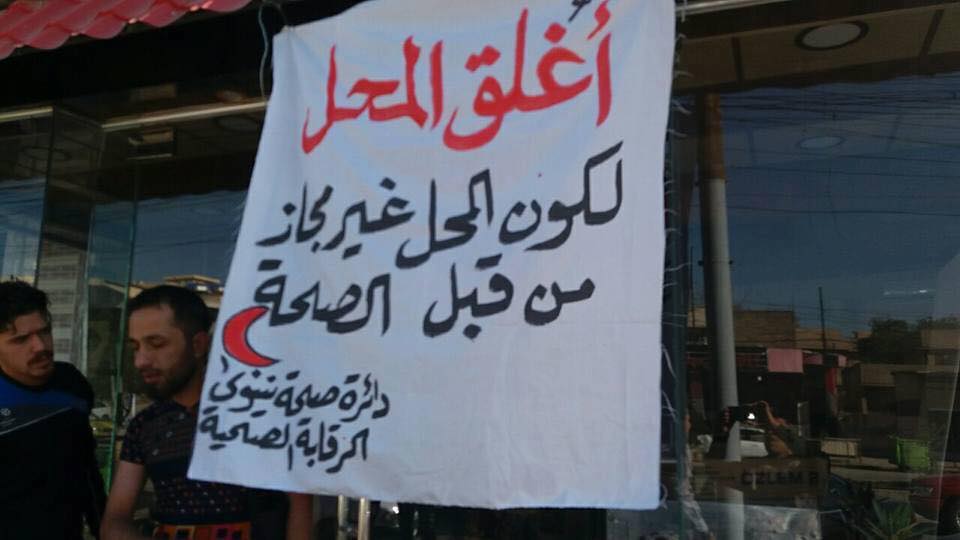 أُغلق المحل
لكون المحل غير مجاز
من قبل الصحة
دائرة صحة نينوى
الرقابة الصحية